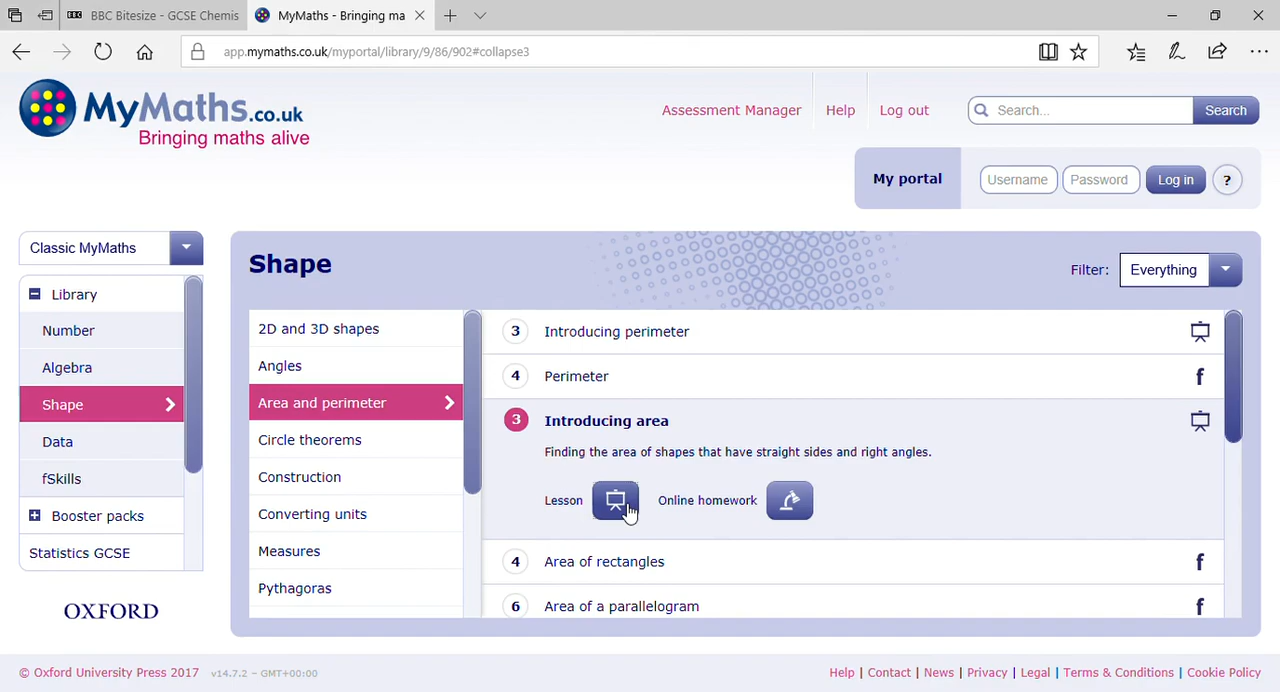 BBC Bitesize - GCSE Chemis
MyMaths - Bringing ma
app.mymaths.co.uk/myportal/library/9/86/902#collapse3
MyMaths.co.uk
Bringing maths alive
Assessment Manager
Help
Log out
Search...
Search
My portal
Username
Password
Log in
?
Classic MyMaths
Library
Number
Algebra
Shape
Data
fSkills
Booster packs
Statistics GCSE
OXFORD
Shape
Filter:
Everything
2D and 3D shapes
Angles
Area and perimeter
Circle theorems
Construction
Converting units
Measures
Pythagoras
3 Introducing perimeter
4 Perimeter f
3 Introducing area
Finding the area of shapes that have straight sides and right angles.
Lesson Online homework
4 Area of rectangles f
6 Area of a parallelogram f
© Oxford University Press 2017 v14.7.2 – GMT+00:00
Help | Contact | News | Privacy | Legal | Terms & Conditions | Cookie Policy